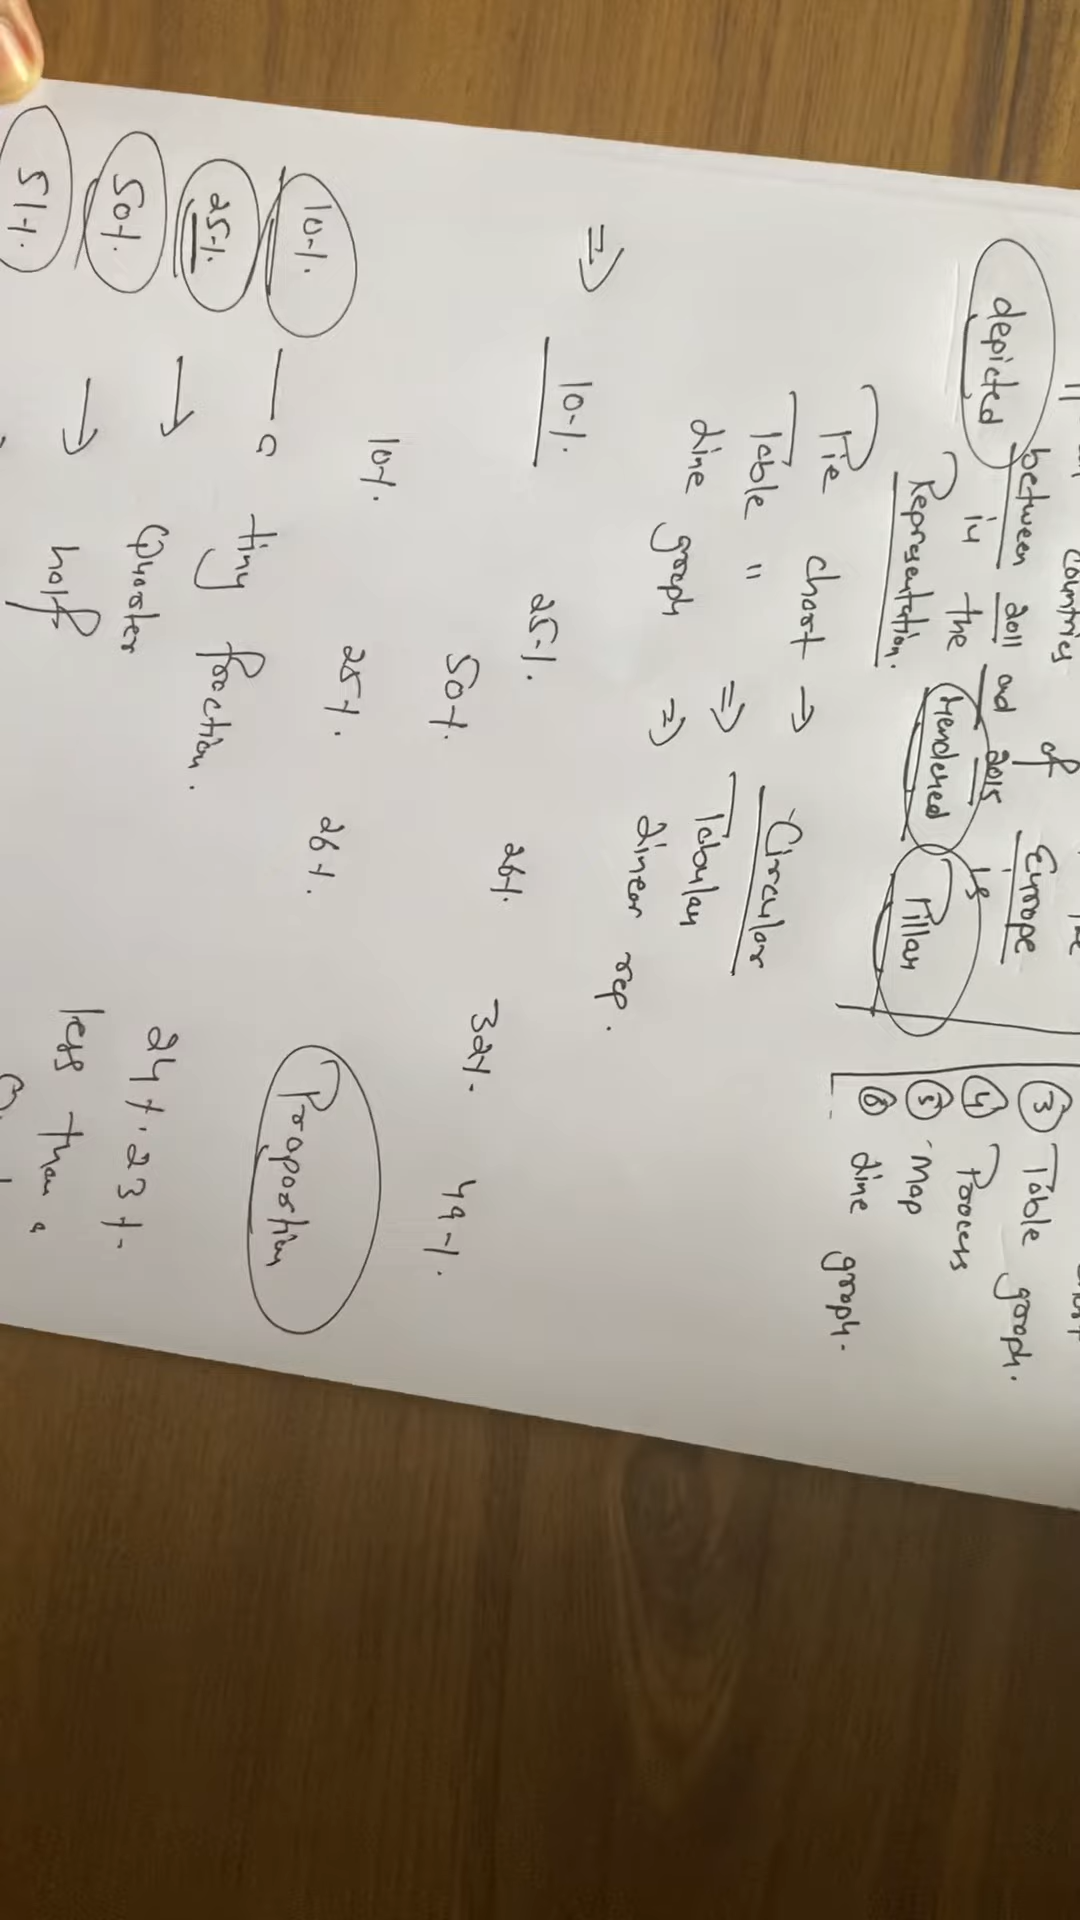 countries of Europe
between 2011 and 2015 is
depicted in the rendered Pillar
Representation.
③ Table graph.
④ Process
⑤ Map
⑥ Line graph.
Pie chart → Circular
Table " ⇒ Tabular
Line graph ⇒ Linear rep.
⇒ 10%. 25%. 26%. 32%. 49%.
50%.
10%. 25%. 26%.
Proportion
10%. — a tiny fraction.
25%. → Quarter 24%. 23%.
50%. → half less than a
51%.